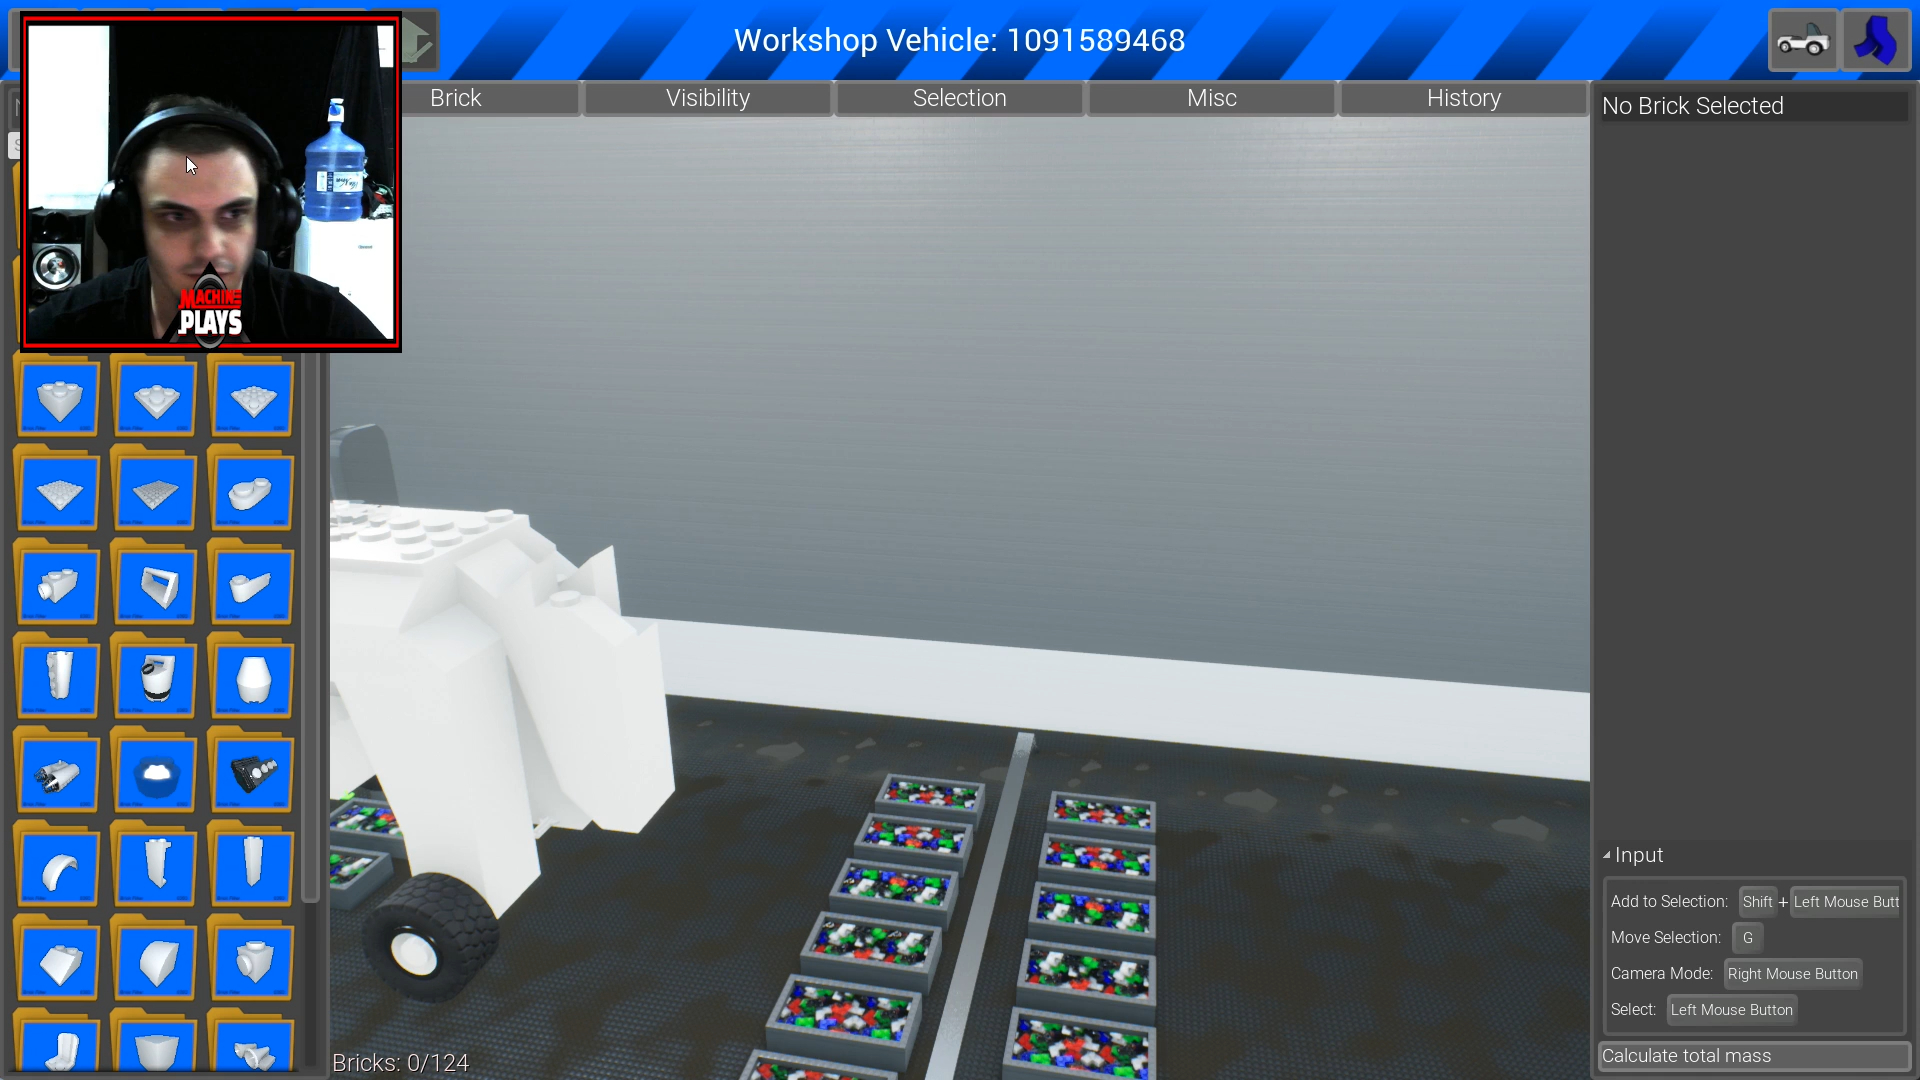 Workshop Vehicle: 1091589468
Brick
Visibility
Selection
Misc
History
No Brick Selected
MACHINE
PLAYS
Input
Add to Selection: Shift + Left Mouse Butt
Move Selection: G
Camera Mode: Right Mouse Button
Select: Left Mouse Button
Calculate total mass
Bricks: 0/124